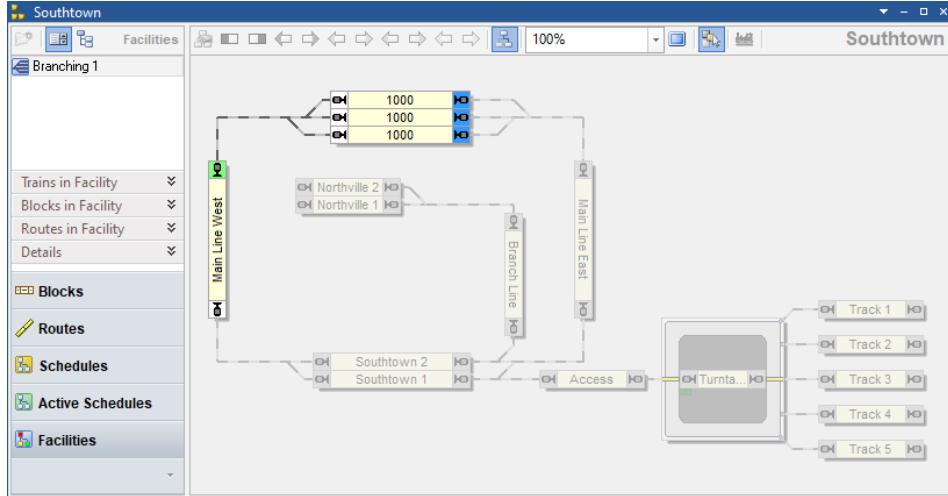 Southtown
Facilities
100%
Southtown
Branching 1
Trains in Facility
Blocks in Facility
Routes in Facility
Details
Blocks
Routes
Schedules
Active Schedules
Facilities
1000
1000
1000
Main Line West
Northville 2
Northville 1
Branch Line
Main Line East
Southtown 2
Southtown 1
Access
Turnta...
Track 1
Track 2
Track 3
Track 4
Track 5